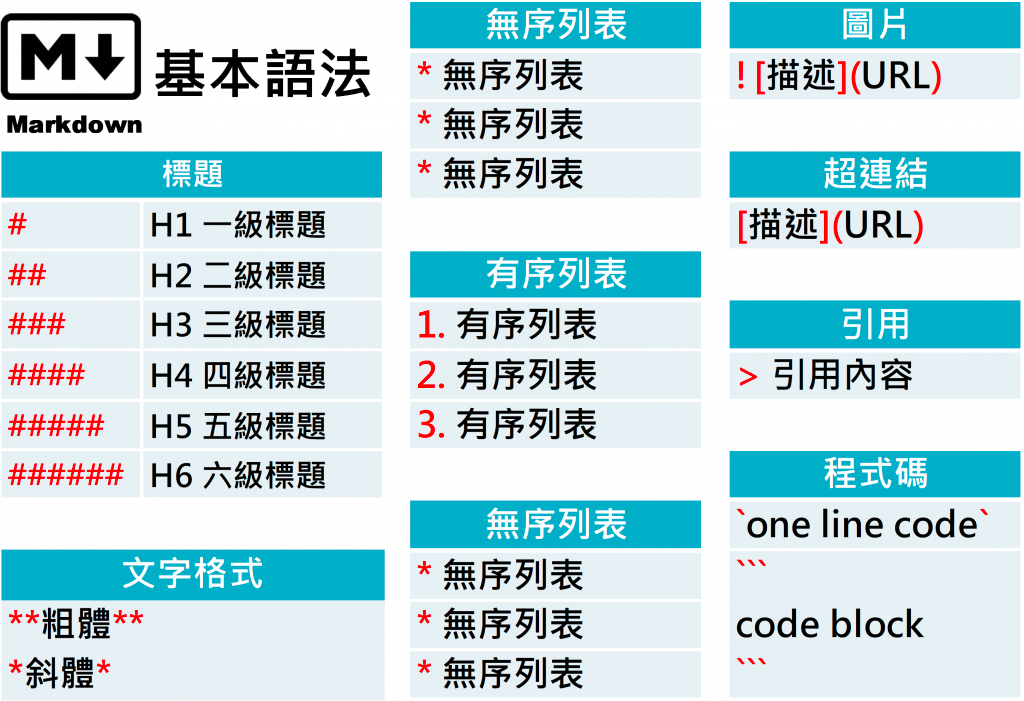 M
基本語法
Markdown
標題
# H1 一級標題
## H2 二級標題
### H3 三級標題
#### H4 四級標題
##### H5 五級標題
###### H6 六級標題
文字格式
**粗體**
*斜體*
無序列表
* 無序列表
* 無序列表
* 無序列表
有序列表
1. 有序列表
2. 有序列表
3. 有序列表
無序列表
* 無序列表
* 無序列表
* 無序列表
圖片
! [描述](URL)
超連結
[描述](URL)
引用
> 引用內容
程式碼
`one line code`
```
code block
```